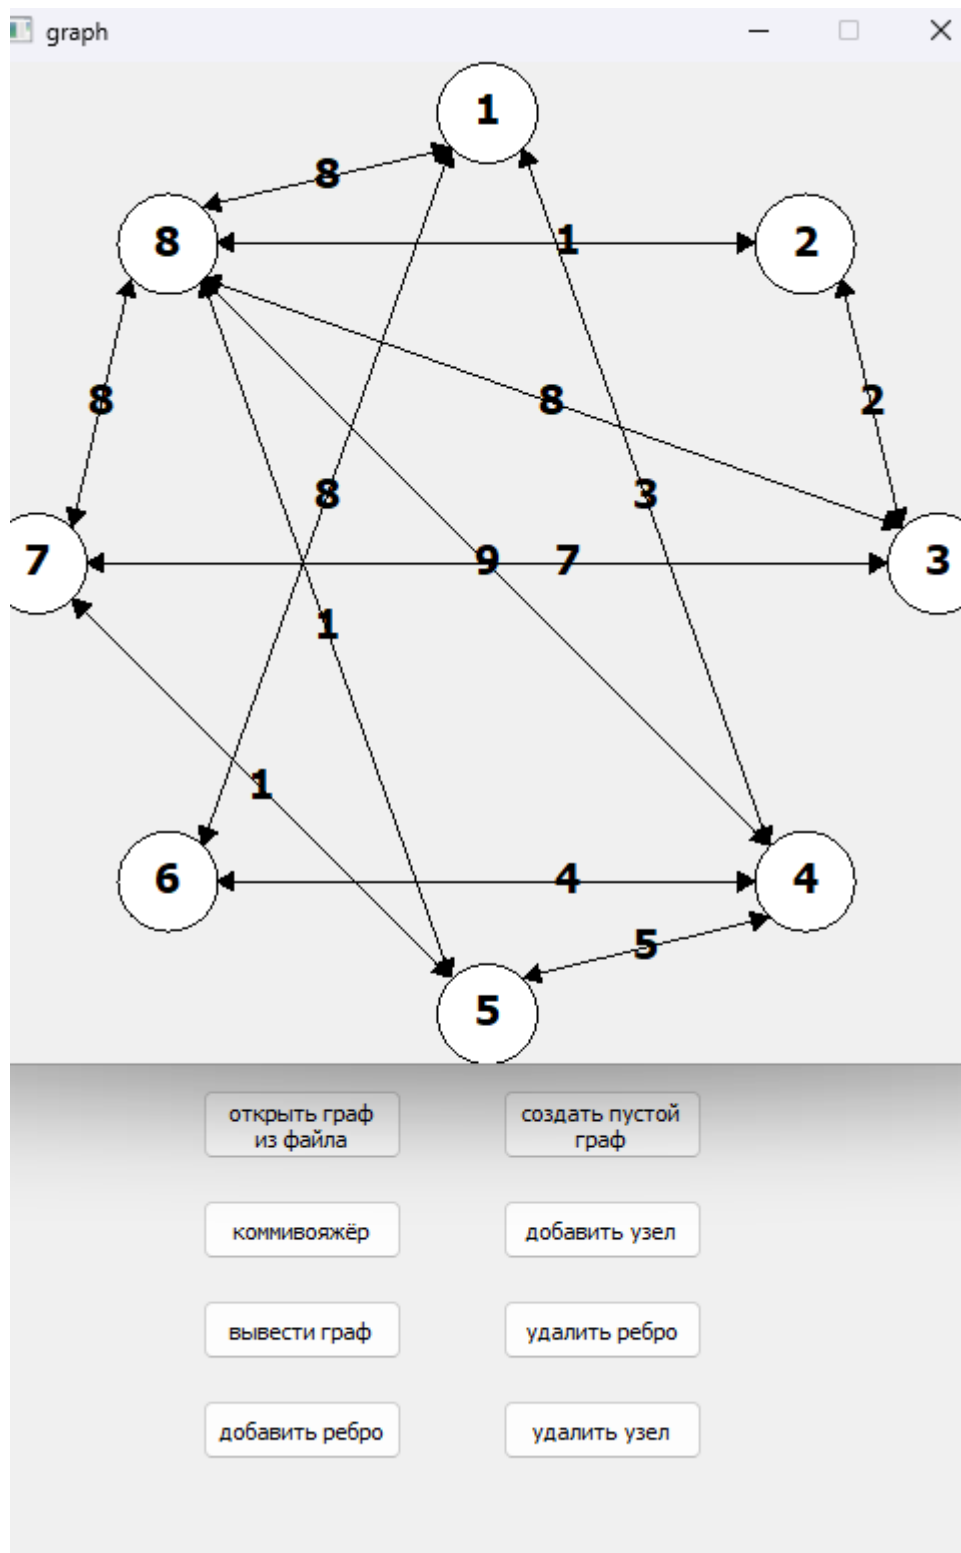 graph
1
8
8
1
2
8
8
2
8
3
7
9
7
3
1
1
6
4
4
5
5
открыть граф
из файла
создать пустой
граф
коммивояжёр
добавить узел
вывести граф
удалить ребро
добавить ребро
удалить узел